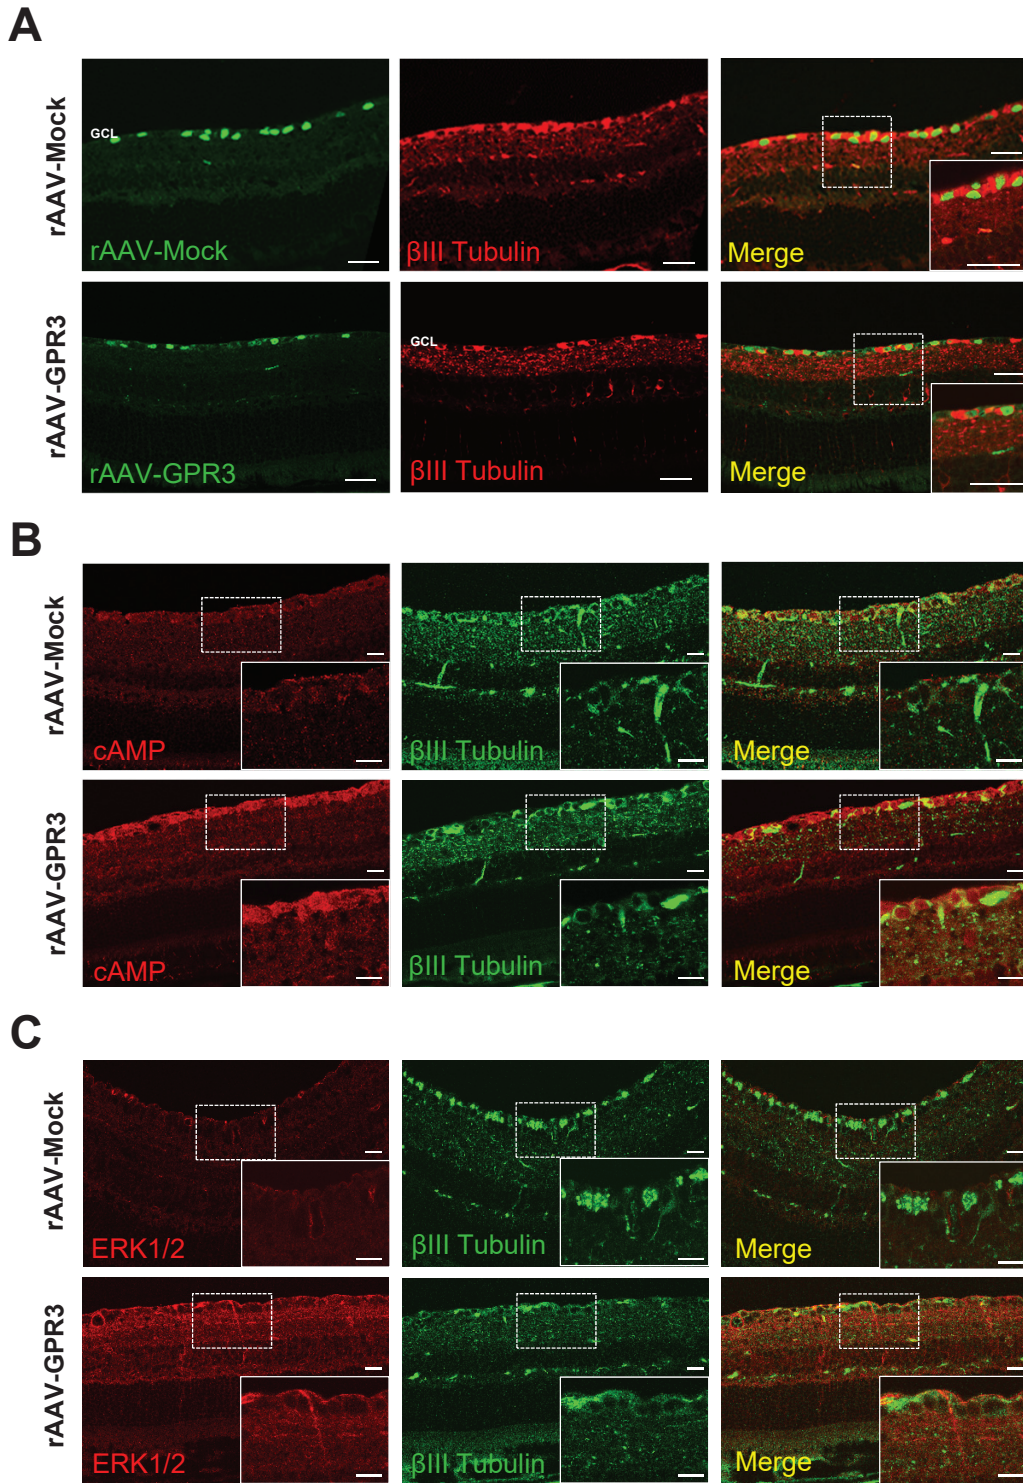 A
rAAV-Mock
GCL
rAAV-Mock
βIII Tubulin
Merge
rAAV-GPR3
GCL
rAAV-GPR3
βIII Tubulin
Merge
B
rAAV-Mock
cAMP
βIII Tubulin
Merge
rAAV-GPR3
cAMP
βIII Tubulin
Merge
C
rAAV-Mock
ERK1/2
βIII Tubulin
Merge
rAAV-GPR3
ERK1/2
βIII Tubulin
Merge